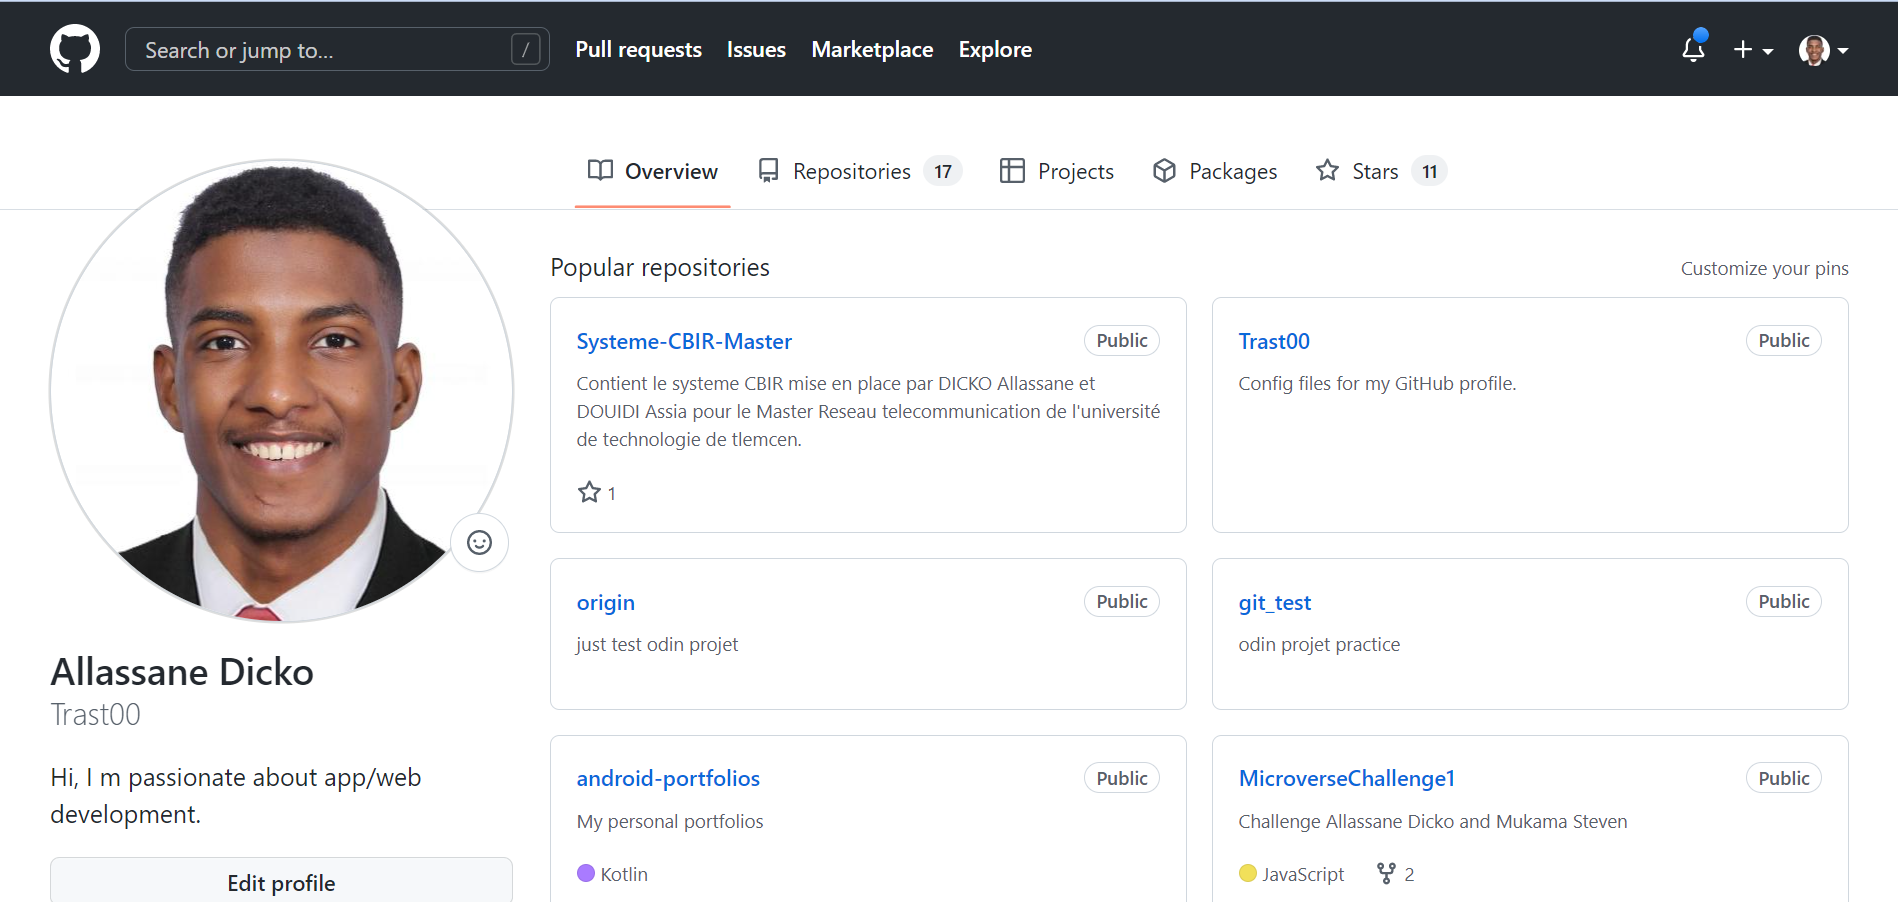 Search or jump to... /
Pull requests
Issues
Marketplace
Explore
Overview
Repositories 17
Projects
Packages
Stars 11
Allassane Dicko
Trast00
Hi, I m passionate about app/web
development.
Edit profile
Popular repositories
Customize your pins
Systeme-CBIR-Master
Public
Contient le systeme CBIR mise en place par DICKO Allassane et
DOUIDI Assia pour le Master Reseau telecommunication de l'université
de technologie de tlemcen.
1
Trast00
Public
Config files for my GitHub profile.
origin
Public
just test odin projet
git_test
Public
odin projet practice
android-portfolios
Public
My personal portfolios
Kotlin
MicroverseChallenge1
Public
Challenge Allassane Dicko and Mukama Steven
JavaScript 2